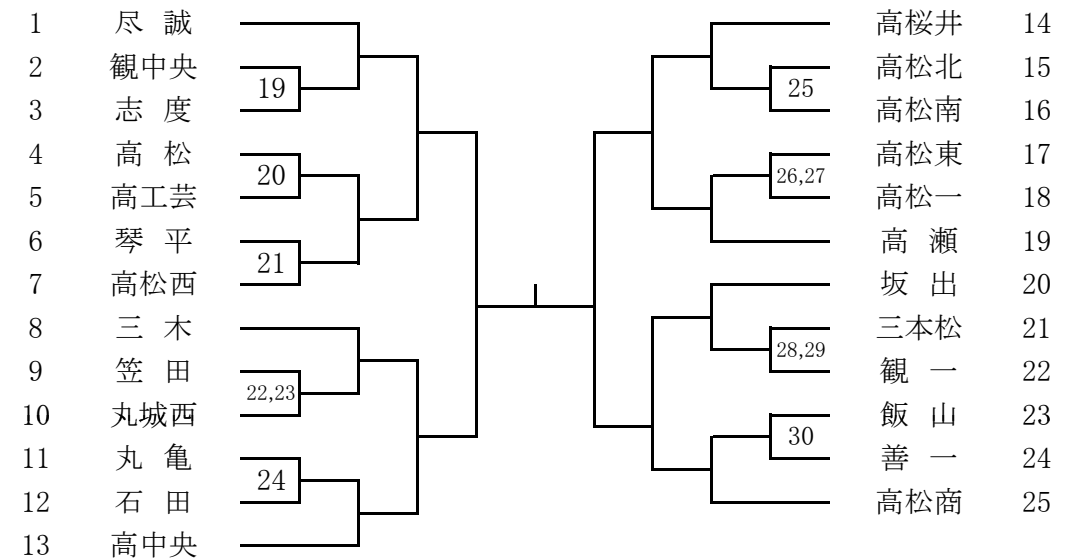 1 尽 誠
2 観中央
19
3 志 度
4 高 松
20
5 高工芸
6 琴 平
21
7 高松西
8 三 木
9 笠 田
22,23
10 丸城西
11 丸 亀
24
12 石 田
13 高中央
高桜井 14
高松北 15
25
高松南 16
高松東 17
26,27
高松一 18
高 瀬 19
坂 出 20
三本松 21
28,29
観 一 22
飯 山 23
30
善 一 24
高松商 25